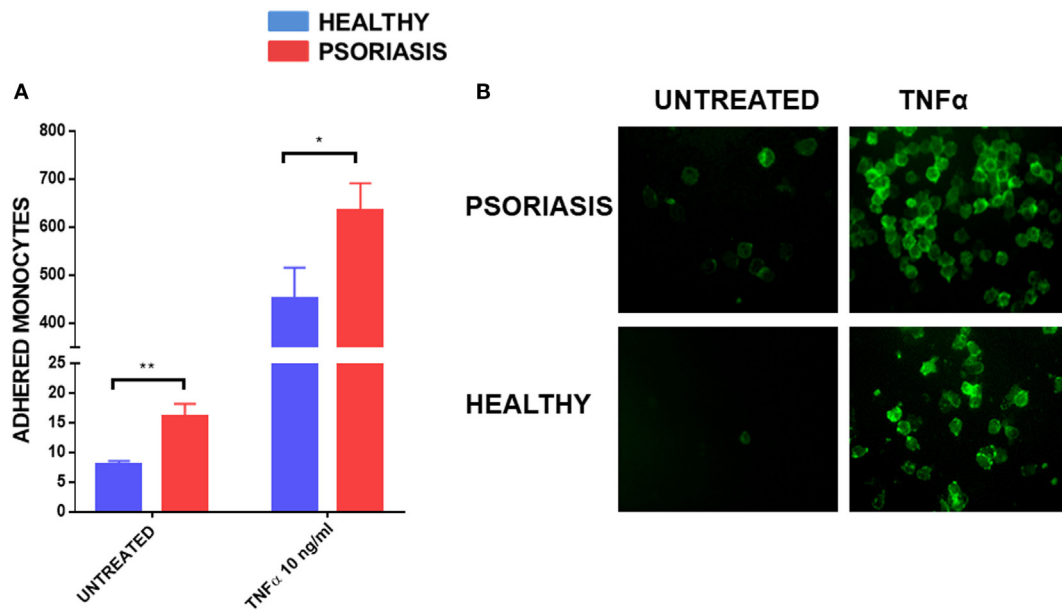 HEALTHY
PSORIASIS
A
ADHERED MONOCYTES
800
700
600
500
400
25
20
15
10
5
0
**
*
UNTREATED
TNFα 10 ng/ml
B
UNTREATED TNFα
PSORIASIS
HEALTHY